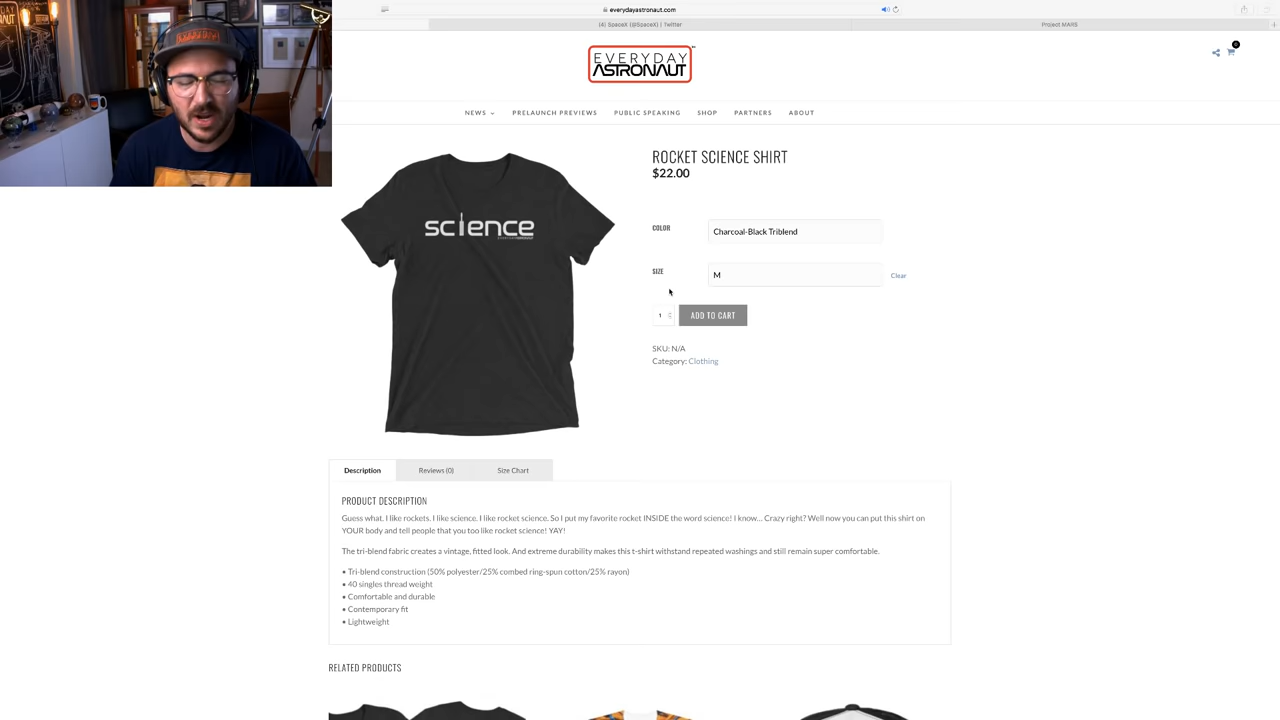 everydayastronaut.com
(4) SpaceX (@SpaceX) | Twitter
Project MARS
EVERYDAY
ASTRONAUT
0
NEWS
PRELAUNCH PREVIEWS
PUBLIC SPEAKING
SHOP
PARTNERS
ABOUT
science
ROCKET SCIENCE SHIRT
$22.00
COLOR
Charcoal-Black Triblend
SIZE
M
Clear
1
ADD TO CART
SKU: N/A
Category: Clothing
Description
Reviews (0)
Size Chart
PRODUCT DESCRIPTION
Guess what. I like rockets. I like science. I like rocket science. So I put my favorite rocket INSIDE the word science! I know… Crazy right? Well now you can put this shirt on
YOUR body and tell people that you too like rocket science! YAY!
The tri-blend fabric creates a vintage, fitted look. And extreme durability makes this t-shirt withstand repeated washings and still remain super comfortable.
• Tri-blend construction (50% polyester/25% combed ring-spun cotton/25% rayon)
• 40 singles thread weight
• Comfortable and durable
• Contemporary fit
• Lightweight
RELATED PRODUCTS